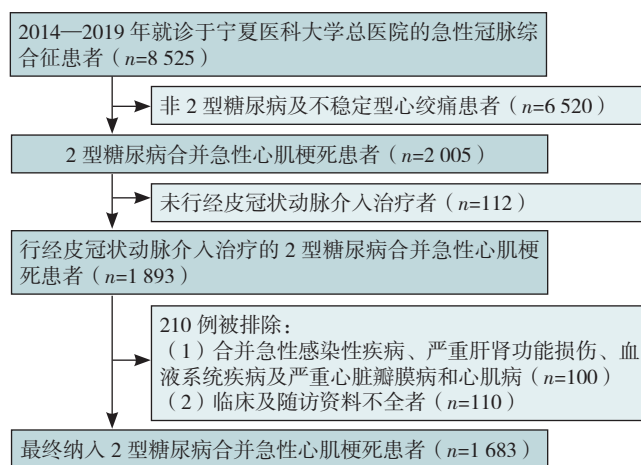 2014—2019 年就诊于宁夏医科大学总医院的急性冠脉综
合征患者（n=8 525）
非 2 型糖尿病及不稳定型心绞痛患者（n=6 520）
2 型糖尿病合并急性心肌梗死患者（n=2 005）
未行经皮冠状动脉介入治疗者（n=112）
行经皮冠状动脉介入治疗的 2 型糖尿病合并急性心肌梗
死患者（n=1 893）
210 例被排除：
（1）合并急性感染性疾病、严重肝肾功能损伤、血
液系统疾病及严重心脏瓣膜病和心肌病（n=100）
（2）临床及随访资料不全者（n=110）
最终纳入 2 型糖尿病合并急性心肌梗死患者（n=1 683）